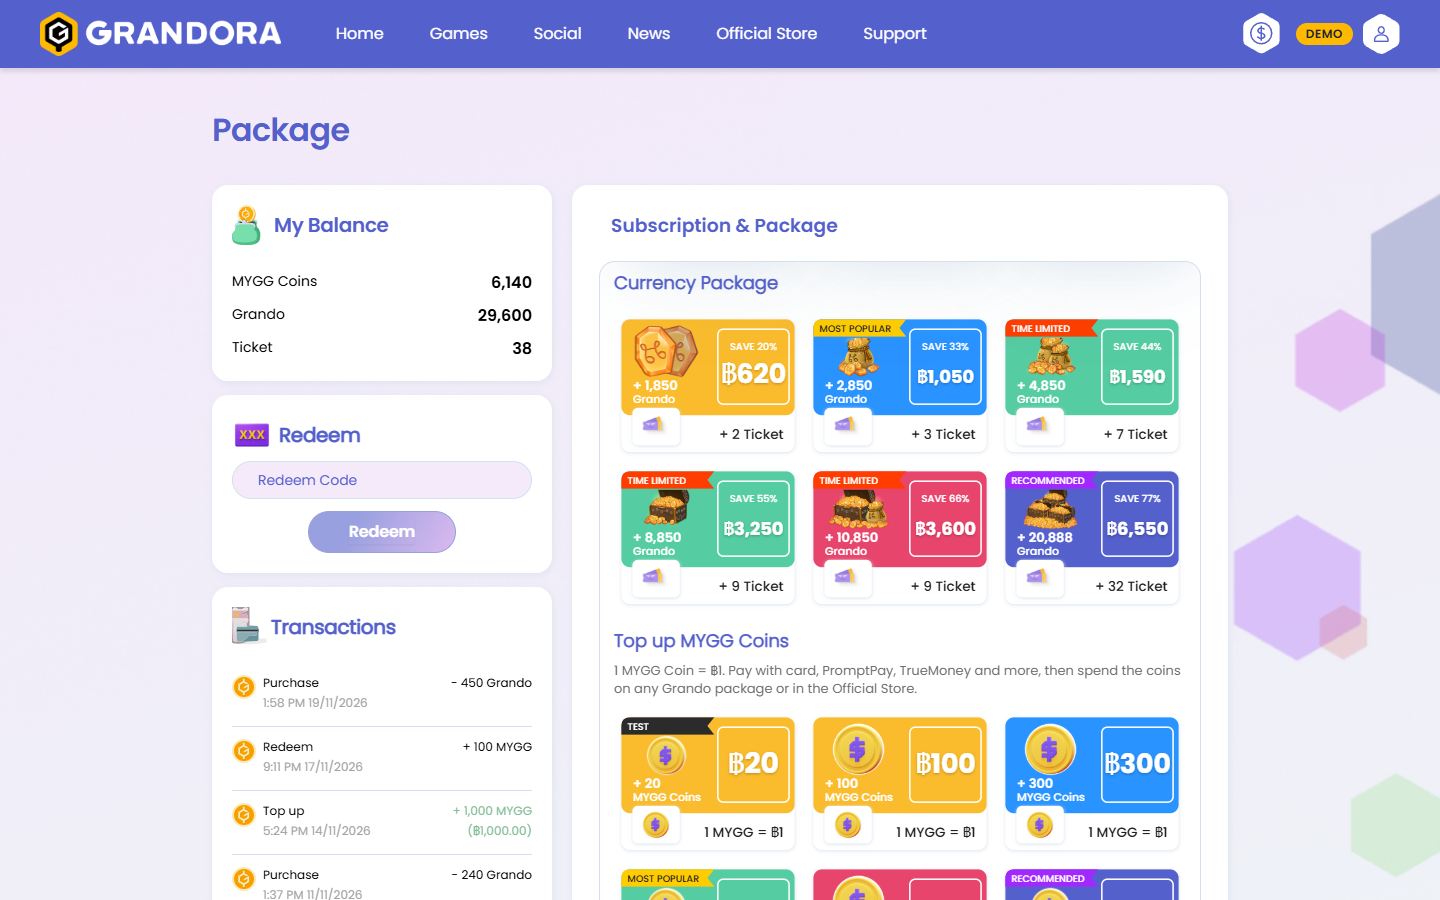 GRANDORA
Home
Games
Social
News
Official Store
Support
DEMO
Package
My Balance
MYGG Coins 6,140
Grando 29,600
Ticket 38
XXX
Redeem
Redeem Code
Redeem
Transactions
Purchase - 450 Grando
1:58 PM 19/11/2026
Redeem + 100 MYGG
9:11 PM 17/11/2026
Top up + 1,000 MYGG
5:24 PM 14/11/2026 (฿1,000.00)
Purchase - 240 Grando
1:37 PM 11/11/2026
Subscription & Package
Currency Package
SAVE 20%
฿620
+ 1,850
Grando
+ 2 Ticket
MOST POPULAR
SAVE 33%
฿1,050
+ 2,850
Grando
+ 3 Ticket
TIME LIMITED
SAVE 44%
฿1,590
+ 4,850
Grando
+ 7 Ticket
TIME LIMITED
SAVE 55%
฿3,250
+ 8,850
Grando
+ 9 Ticket
TIME LIMITED
SAVE 66%
฿3,600
+ 10,850
Grando
+ 9 Ticket
RECOMMENDED
SAVE 77%
฿6,550
+ 20,888
Grando
+ 32 Ticket
Top up MYGG Coins
1 MYGG Coin = ฿1. Pay with card, PromptPay, TrueMoney and more, then spend the coins
on any Grando package or in the Official Store.
TEST
฿20
+ 20
MYGG Coins
1 MYGG = ฿1
฿100
+ 100
MYGG Coins
1 MYGG = ฿1
฿300
+ 300
MYGG Coins
1 MYGG = ฿1
MOST POPULAR
RECOMMENDED